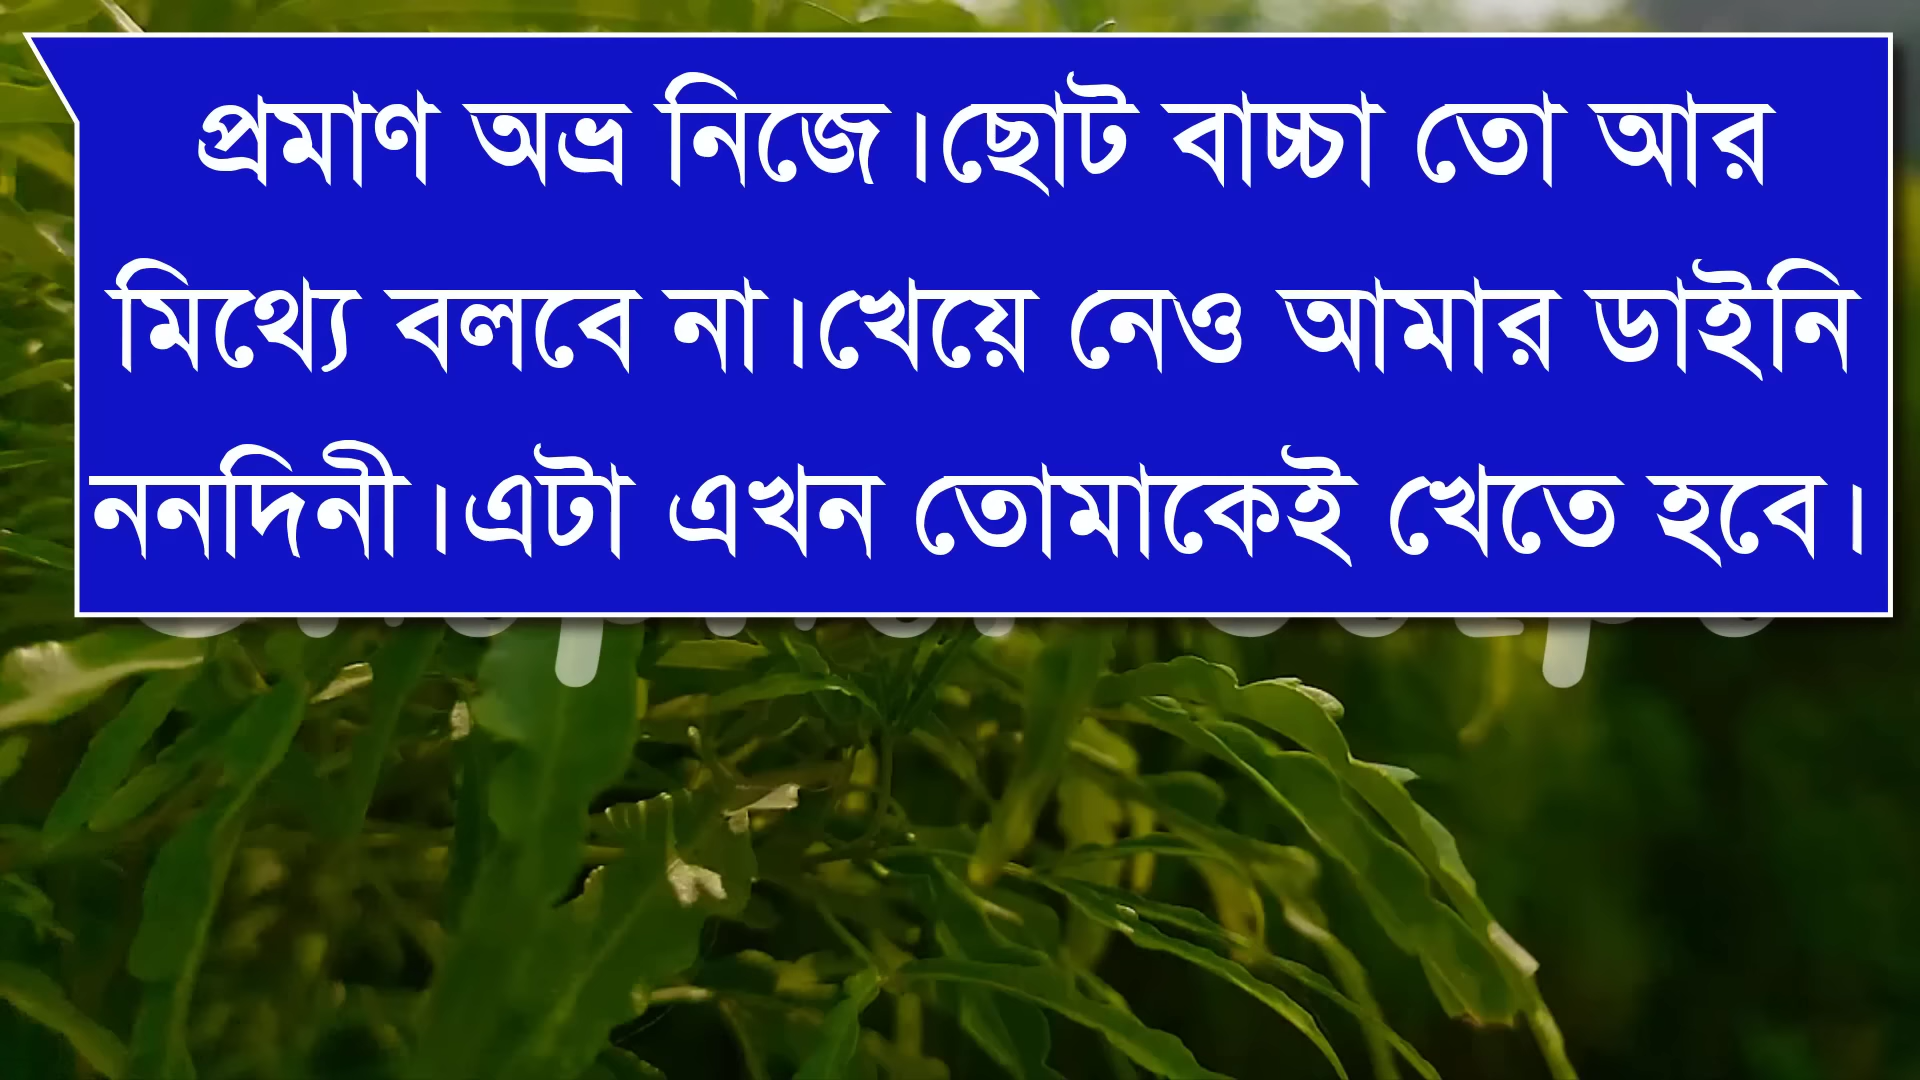 প্রমাণ অভ্র নিজে।ছোট বাচ্চা তো আর
মিথ্যে বলবে না।খেয়ে নেও আমার ডাইনি
ননদিনী।এটা এখন তোমাকেই খেতে হবে।